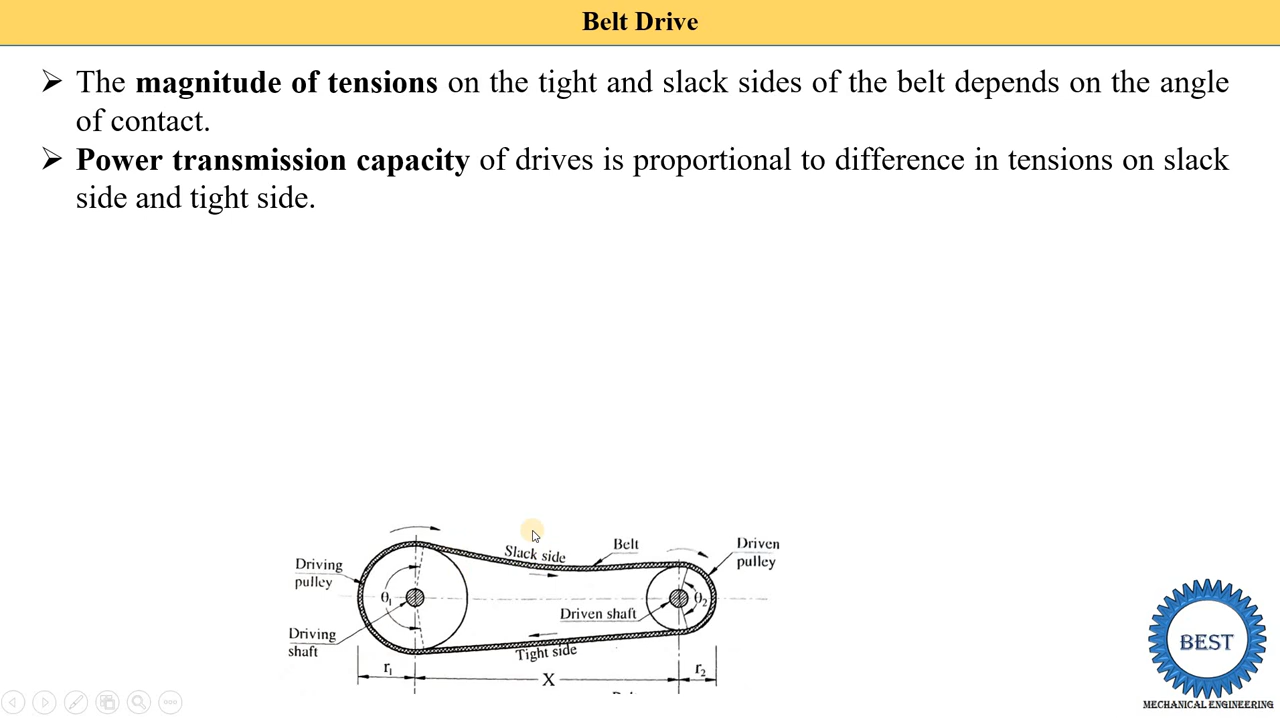 Belt Drive
➢ The magnitude of tensions on the tight and slack sides of the belt depends on the angle
of contact.
➢ Power transmission capacity of drives is proportional to difference in tensions on slack
side and tight side.
Slack side
Belt
Driven
pulley
Driving
pulley
θ₁
θ₂
Driven shaft
Driving
shaft
Tight side
r₁
X
r₂
BEST
MECHANICAL ENGINEERING